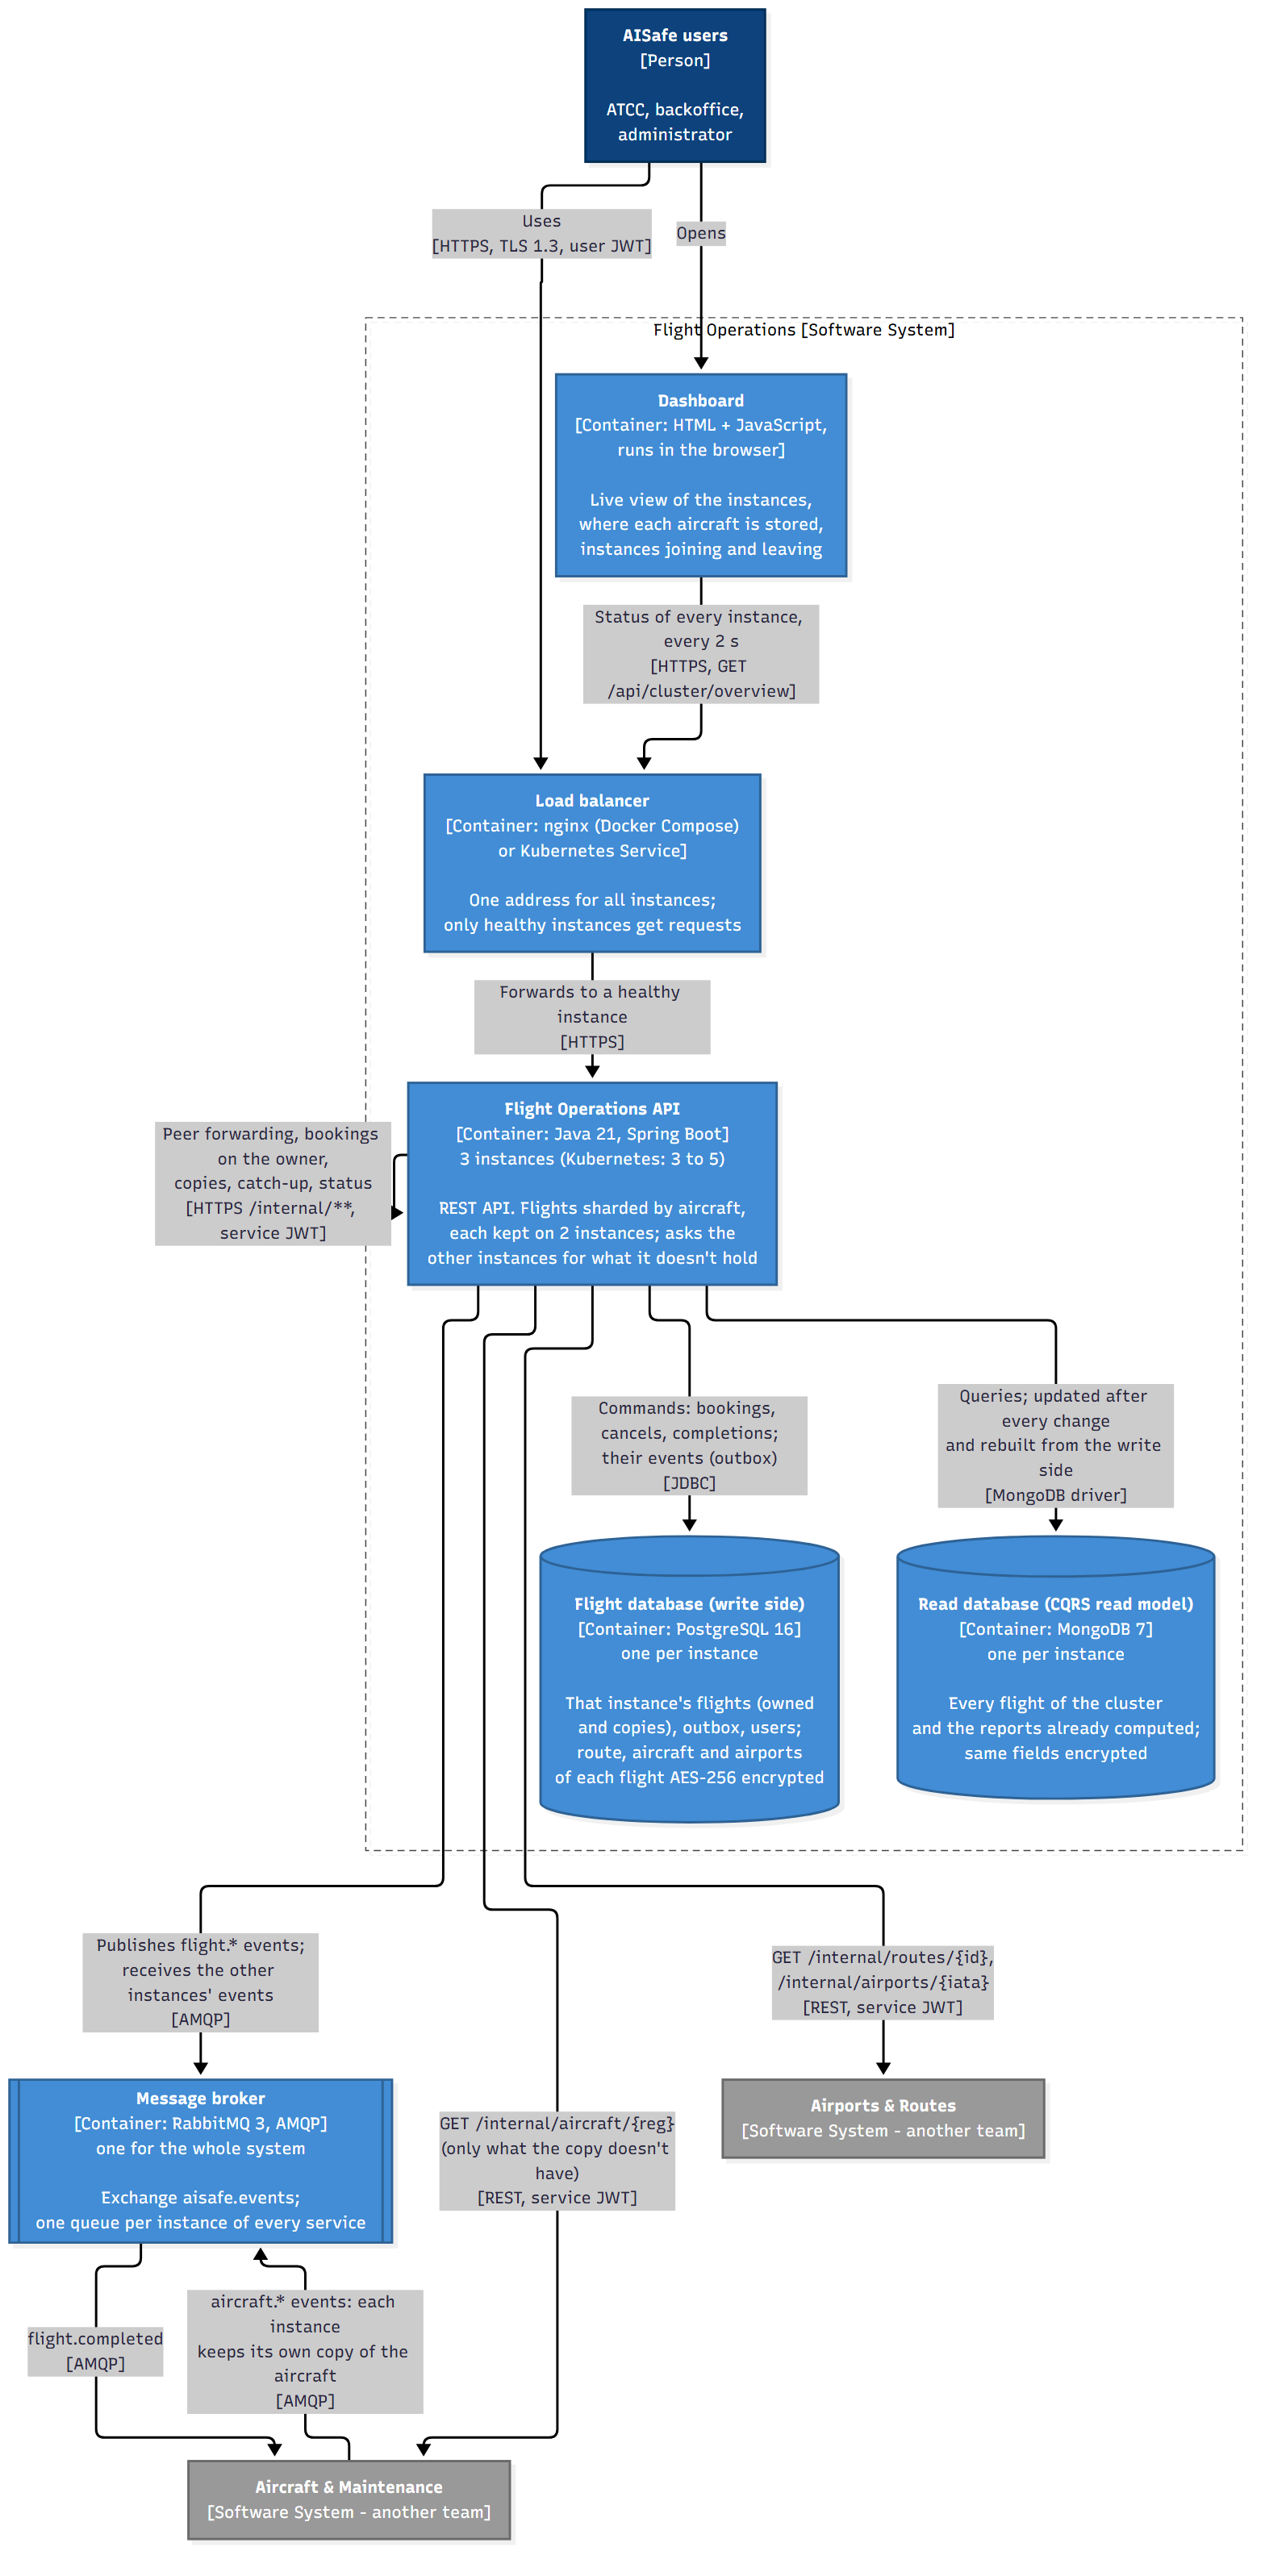 AISafe users
[Person]
ATCC, backoffice,
administrator
Uses
[HTTPS, TLS 1.3, user JWT]
Opens
Flight Operations [Software System]
Dashboard
[Container: HTML + JavaScript,
runs in the browser]
Live view of the instances,
where each aircraft is stored,
instances joining and leaving
Status of every instance,
every 2 s
[HTTPS, GET
/api/cluster/overview]
Load balancer
[Container: nginx (Docker Compose)
or Kubernetes Service]
One address for all instances;
only healthy instances get requests
Forwards to a healthy
instance
[HTTPS]
Flight Operations API
[Container: Java 21, Spring Boot]
3 instances (Kubernetes: 3 to 5)
REST API. Flights sharded by aircraft,
each kept on 2 instances; asks the
other instances for what it doesn't hold
Peer forwarding, bookings
on the owner,
copies, catch-up, status
[HTTPS /internal/**,
service JWT]
Commands: bookings,
cancels, completions;
their events (outbox)
[JDBC]
Queries; updated after
every change
and rebuilt from the write
side
[MongoDB driver]
Flight database (write side)
[Container: PostgreSQL 16]
one per instance
That instance's flights (owned
and copies), outbox, users;
route, aircraft and airports
of each flight AES-256 encrypted
Read database (CQRS read model)
[Container: MongoDB 7]
one per instance
Every flight of the cluster
and the reports already computed;
same fields encrypted
Publishes flight.* events;
receives the other
instances' events
[AMQP]
GET /internal/routes/{id},
/internal/airports/{iata}
[REST, service JWT]
Message broker
[Container: RabbitMQ 3, AMQP]
one for the whole system
Exchange aisafe.events;
one queue per instance of every service
GET /internal/aircraft/{reg}
(only what the copy doesn't
have)
[REST, service JWT]
Airports & Routes
[Software System - another team]
flight.completed
[AMQP]
aircraft.* events: each
instance
keeps its own copy of the
aircraft
[AMQP]
Aircraft & Maintenance
[Software System - another team]